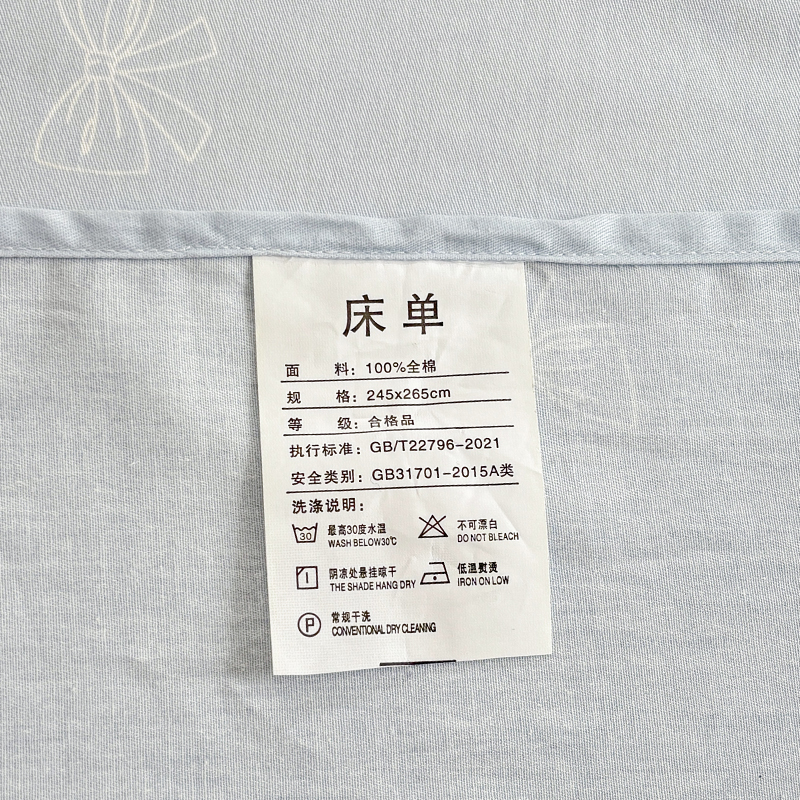 床单
面 料：100%全棉
规 格：245x265cm
等 级：合格品
执行标准：GB/T22796-2021
安全类别：GB31701-2015A类
洗涤说明：
30 最高30度水温 不可漂白
WASH BELOW30℃ DO NOT BLEACH
阴凉处悬挂晾干 低温熨烫
THE SHADE HANG DRY IRON ON LOW
P 常规干洗
CONVENTIONAL DRY CLEANING